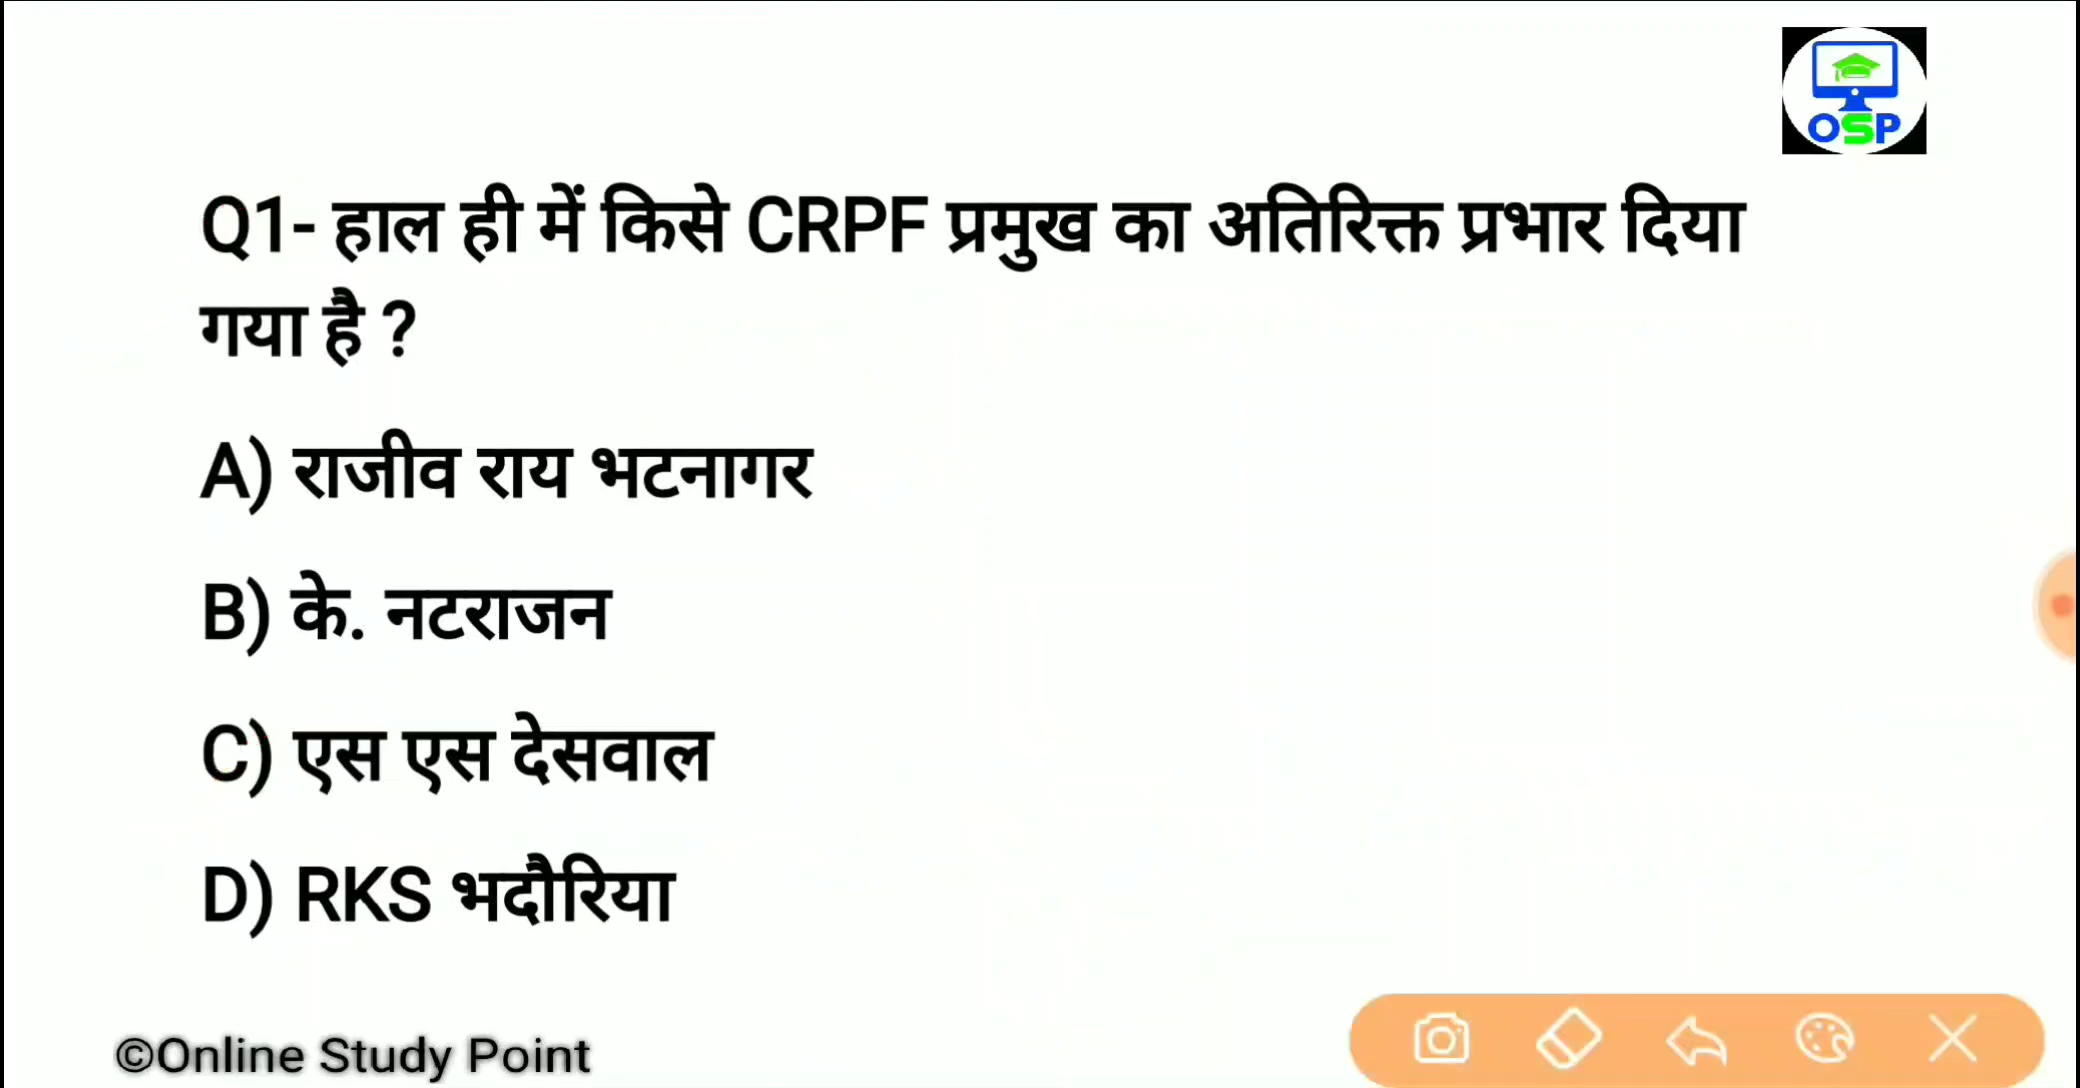 OSP
Q1- हाल ही में किसे CRPF प्रमुख का अतिरिक्त प्रभार दिया
गया है ?
A) राजीव राय भटनागर
B) के. नटराजन
C) एस एस देसवाल
D) RKS भदौरिया
©Online Study Point